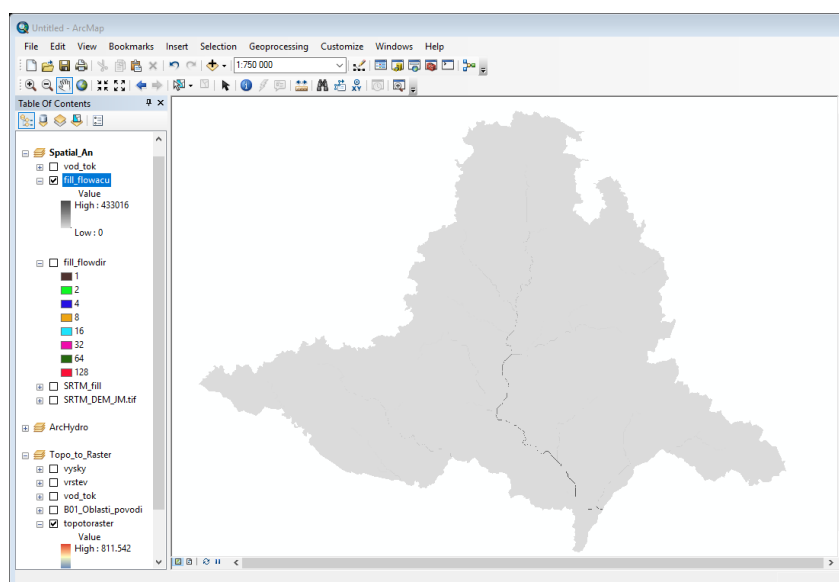 Untitled - ArcMap
File Edit View Bookmarks Insert Selection Geoprocessing Customize Windows Help
1:750 000
Table Of Contents
Spatial_An
vod_tok
fill_flowacu
Value
High : 433016
Low : 0
fill_flowdir
1
2
4
8
16
32
64
128
SRTM_fill
SRTM_DEM_JM.tif
ArcHydro
Topo_to_Raster
vysky
vrstev
vod_tok
B01_Oblasti_povodi
topotoraster
Value
High : 811.542